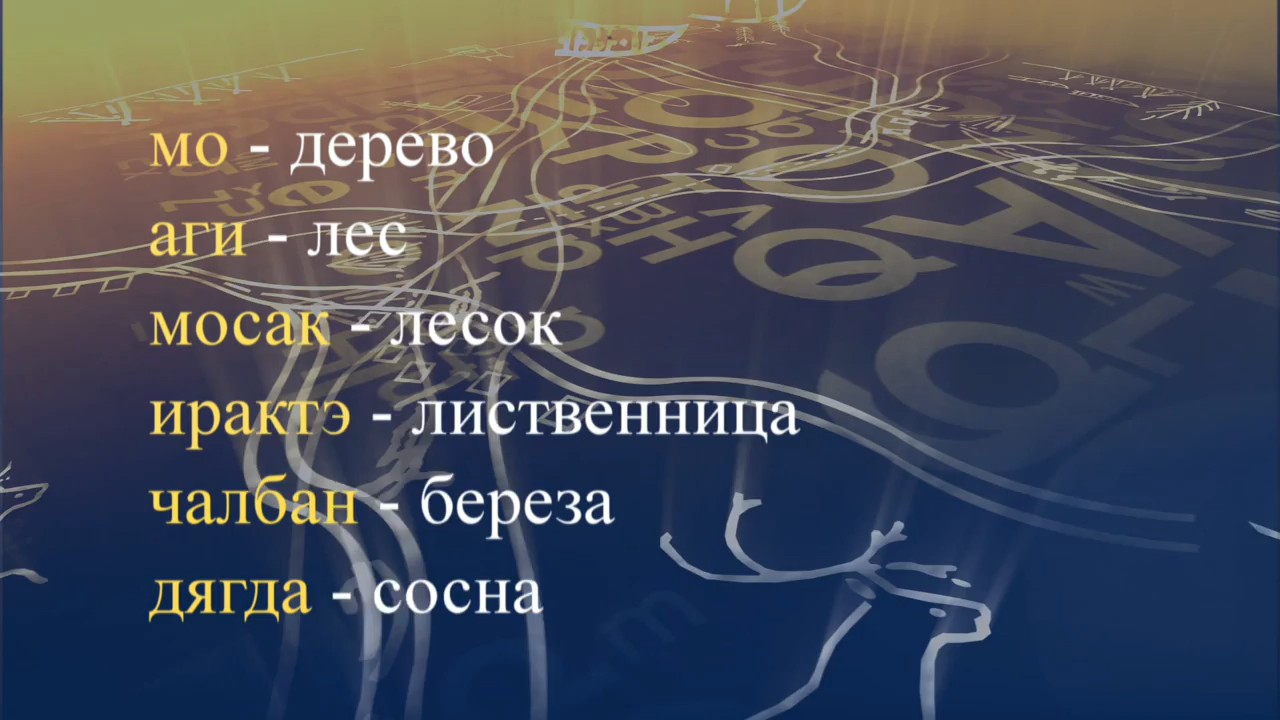 мо - дерево
аги - лес
мосак - лесок
ирактэ - лиственница
чалбан - береза
дягда - сосна